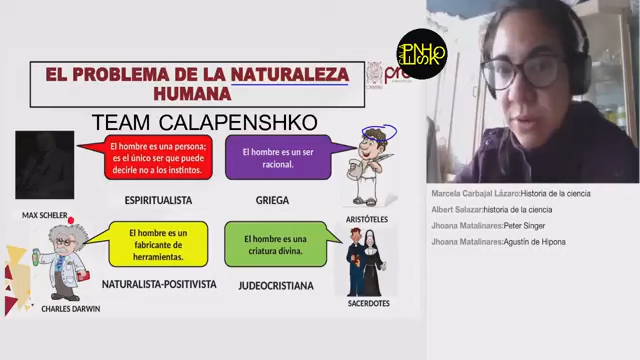 EL PROBLEMA DE LA NATURALEZA
HUMANA
TEAM CALAPENSHKO
El hombre es una persona;
es el único ser que puede
decirle no a los instintos.
El hombre es un ser
racional.
ESPIRITUALISTA
GRIEGA
MAX SCHELER
ARISTÓTELES
El hombre es un
fabricante de
herramientas.
El hombre es una
criatura divina.
NATURALISTA-POSITIVISTA
JUDEOCRISTIANA
CHARLES DARWIN
SACERDOTES
Marcela Carbajal Lázaro:Historia de la ciencia
Albert Salazar:historia de la ciencia
Jhoana Matalinares:Peter Singer
Jhoana Matalinares:Agustín de Hipona